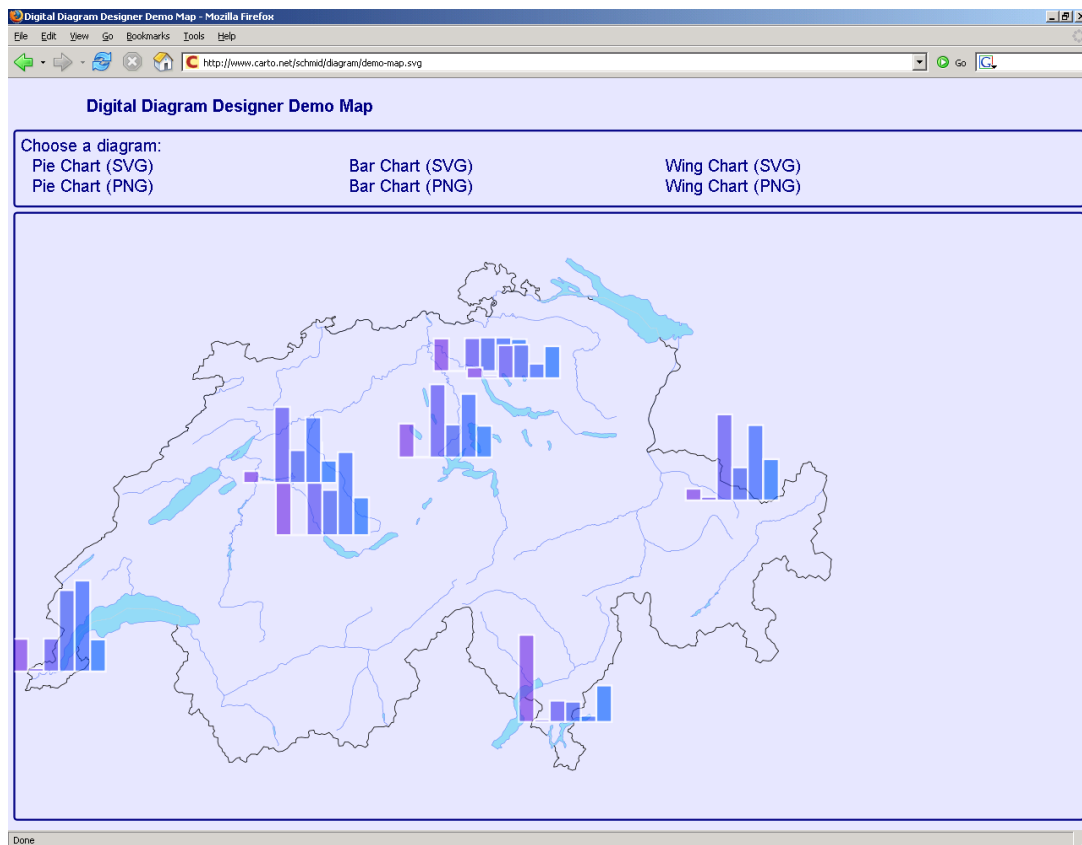 Digital Diagram Designer Demo Map - Mozilla Firefox
File Edit View Go Bookmarks Tools Help
http://www.carto.net/schmid/diagram/demo-map.svg Go G
Digital Diagram Designer Demo Map
Choose a diagram:
Pie Chart (SVG) Bar Chart (SVG) Wing Chart (SVG)
Pie Chart (PNG) Bar Chart (PNG) Wing Chart (PNG)
Done